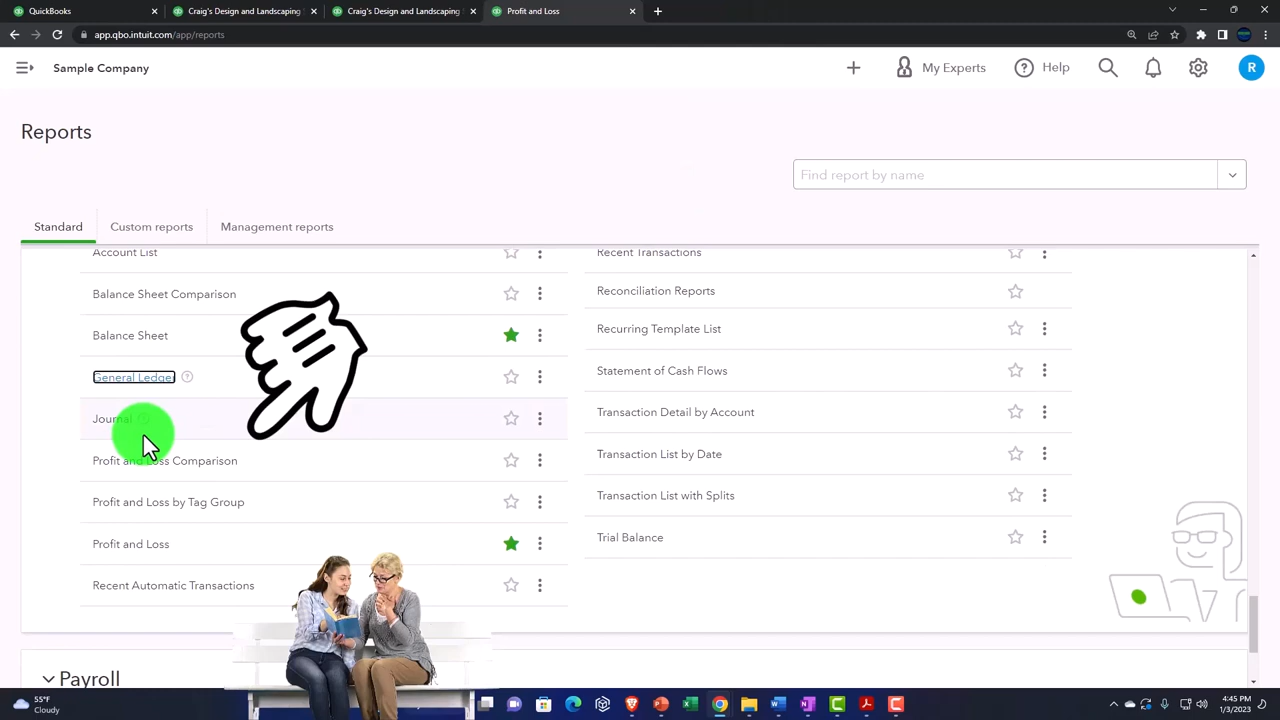 QuickBooks
Craig's Design and Landscaping
Craig's Design and Landscaping
Profit and Loss
app.qbo.intuit.com/app/reports
Sample Company
My Experts
Help
R
Reports
Find report by name
Standard
Custom reports
Management reports
Account List
Recent Transactions
Balance Sheet Comparison
Reconciliation Reports
Balance Sheet
Recurring Template List
General Ledger
Statement of Cash Flows
Journal
Transaction Detail by Account
Profit and Loss Comparison
Transaction List by Date
Profit and Loss by Tag Group
Transaction List with Splits
Profit and Loss
Trial Balance
Recent Automatic Transactions
Payroll
55°F
Cloudy
4:45 PM
1/3/2023